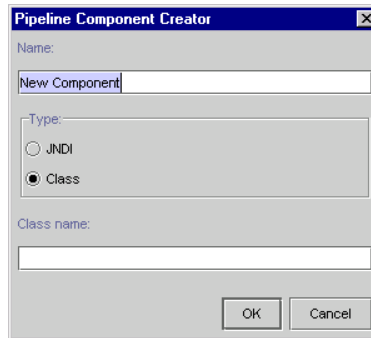 Pipeline Component Creator
Name:
New Component
Type:
JNDI
Class
Class name:
OK Cancel